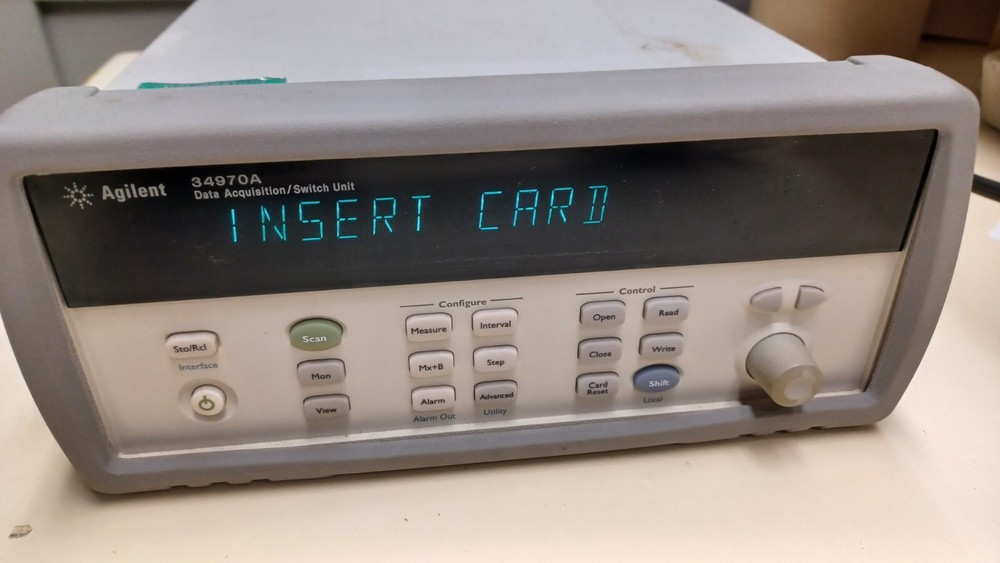 Agilent
34970A
Data Acquisition/Switch Unit
INSERT CARD
Configure
Control
Sto/Rcl
Interface
Scan
Mon
View
Measure
Interval
Mx+B
Step
Alarm
Advanced
Alarm Out
Utility
Open
Read
Close
Write
Card
Reset
Shift
Local